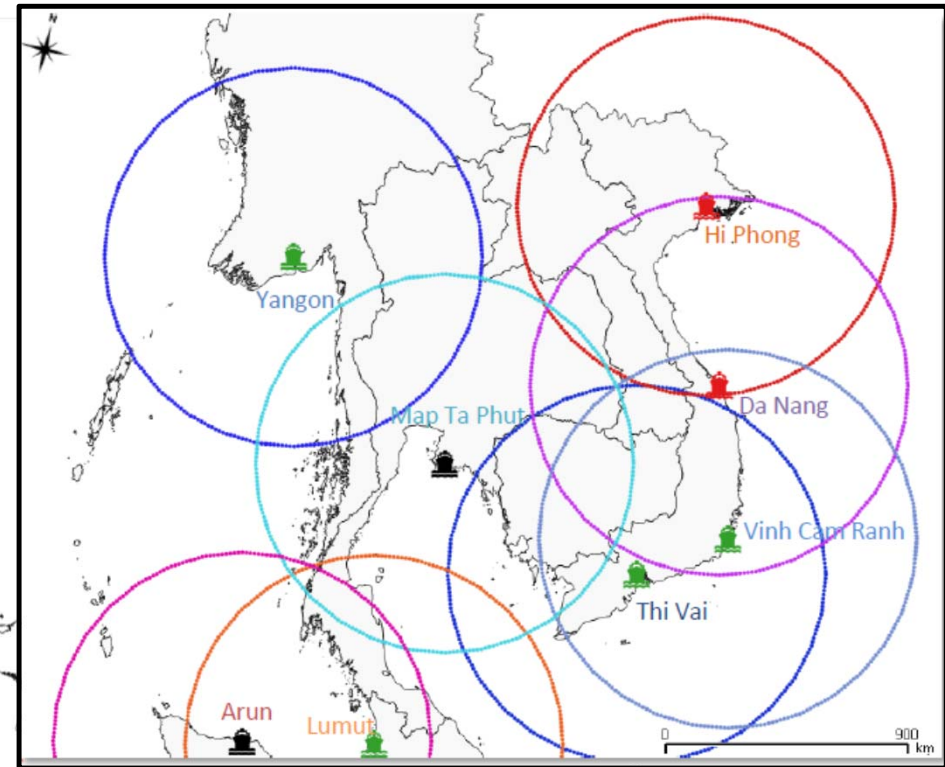 N
Hi Phong
Yangon
Map Ta Phut
Da Nang
Vinh Cam Ranh
Thi Vai
Arun
Lumut
0 900
km